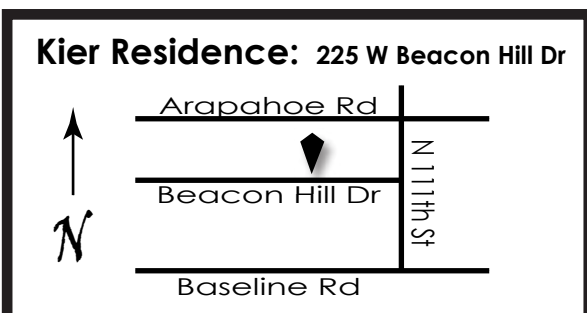 Kier Residence: 225 W Beacon Hill Dr
Arapahoe Rd
N 111th St
Beacon Hill Dr
N
Baseline Rd